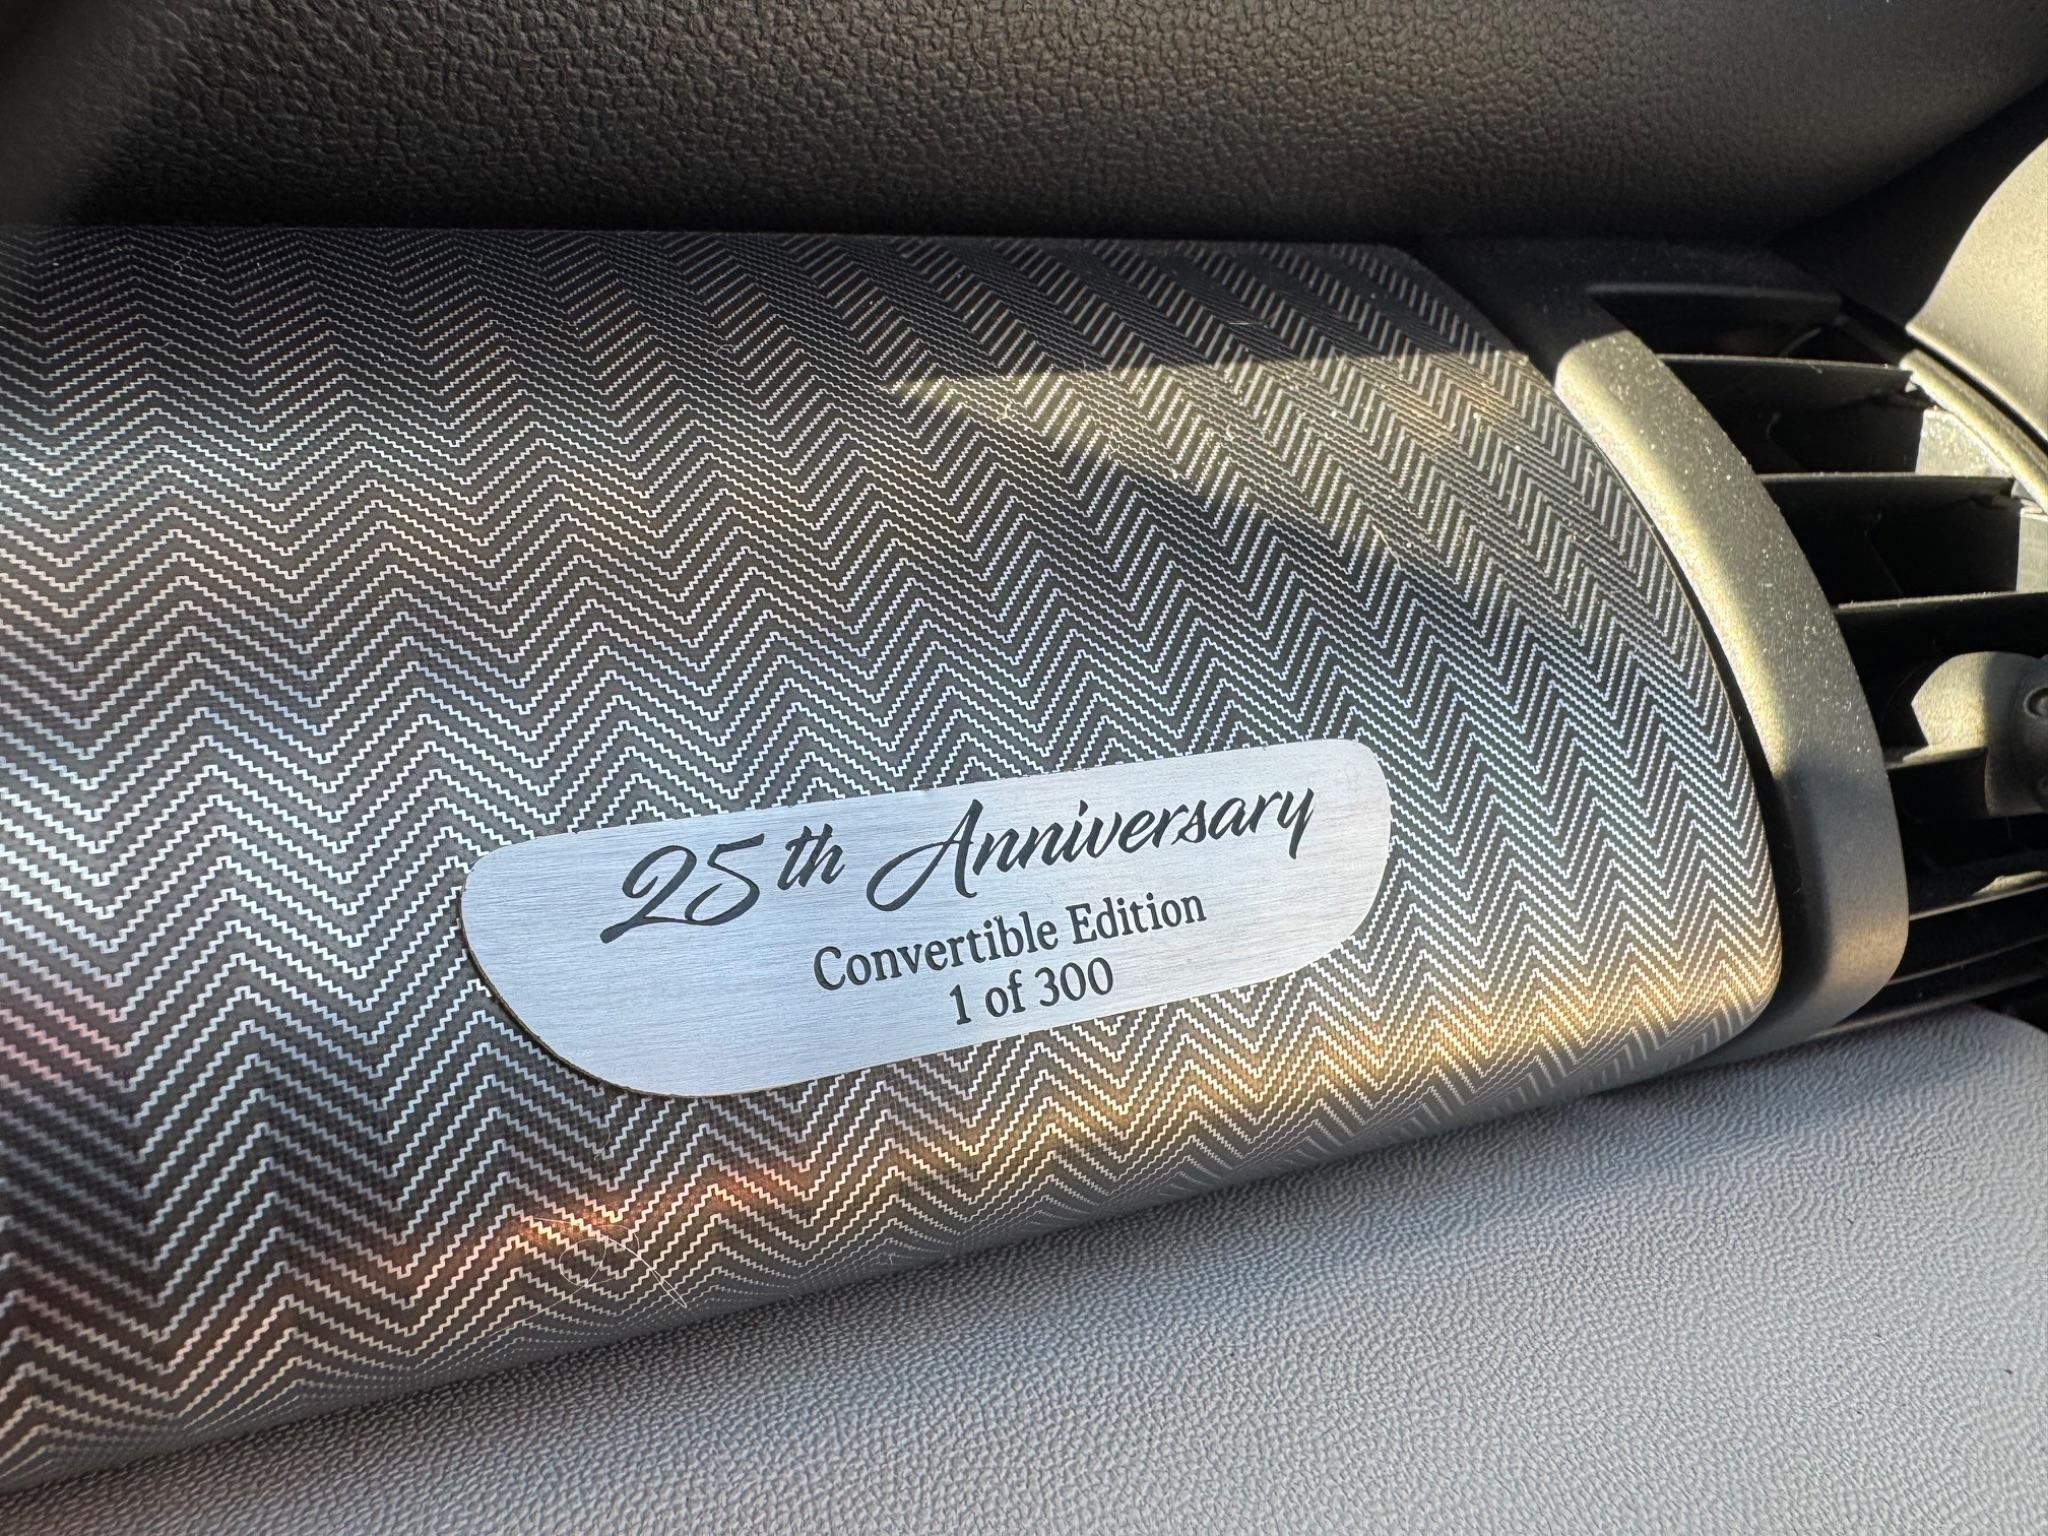 25th Anniversary
Convertible Edition
1 of 300